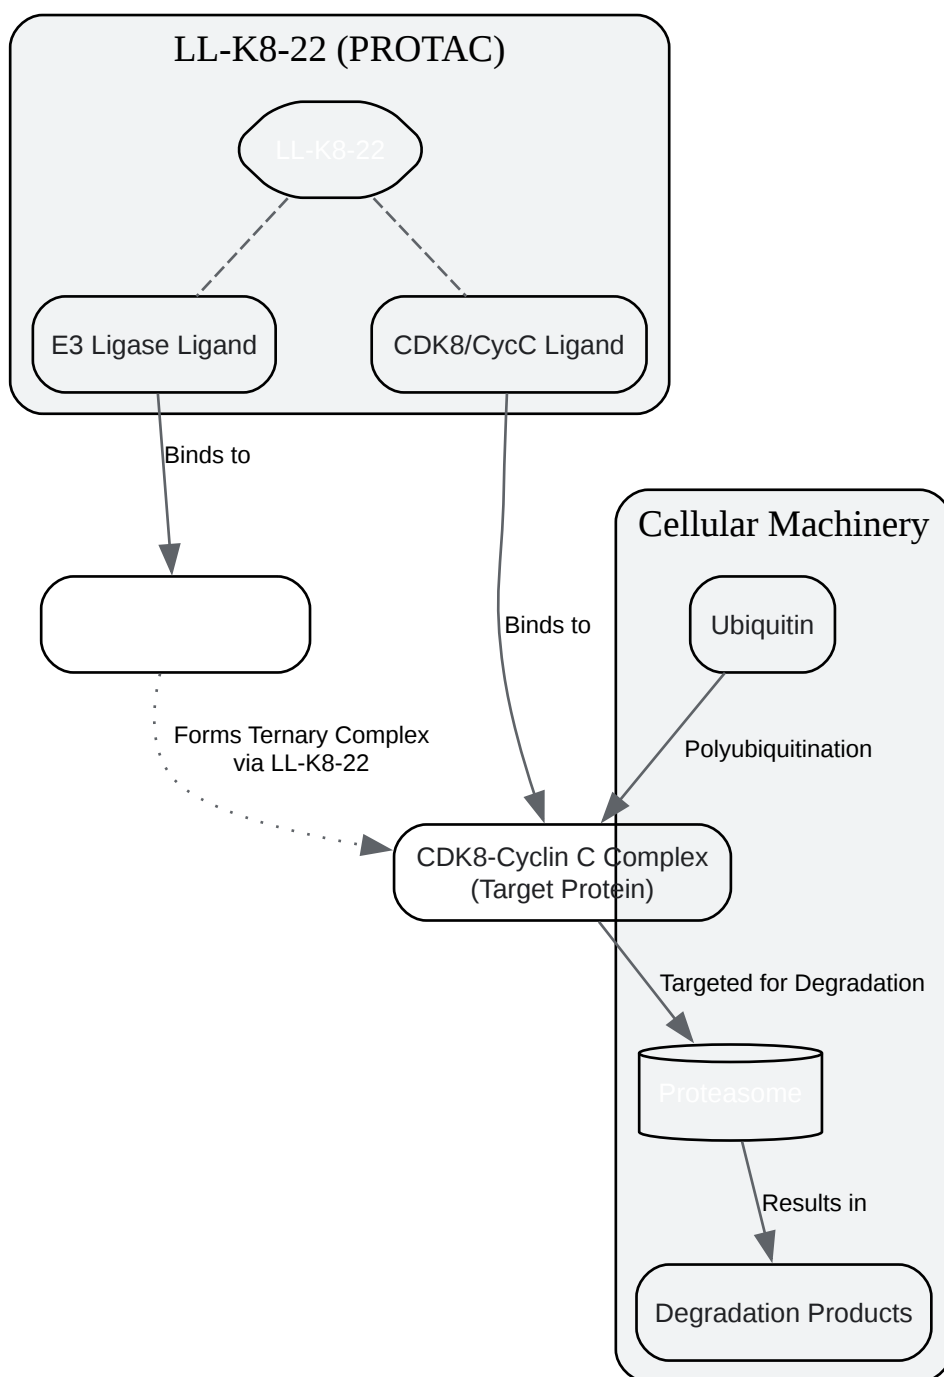 LL-K8-22 (PROTAC)
LL-K8-22
E3 Ligase Ligand
CDK8/CycC Ligand
Binds to
Cellular Machinery
Ubiquitin
Binds to
Forms Ternary Complex
via LL-K8-22
Polyubiquitination
CDK8-Cyclin C Complex
(Target Protein)
Targeted for Degradation
Proteasome
Results in
Degradation Products